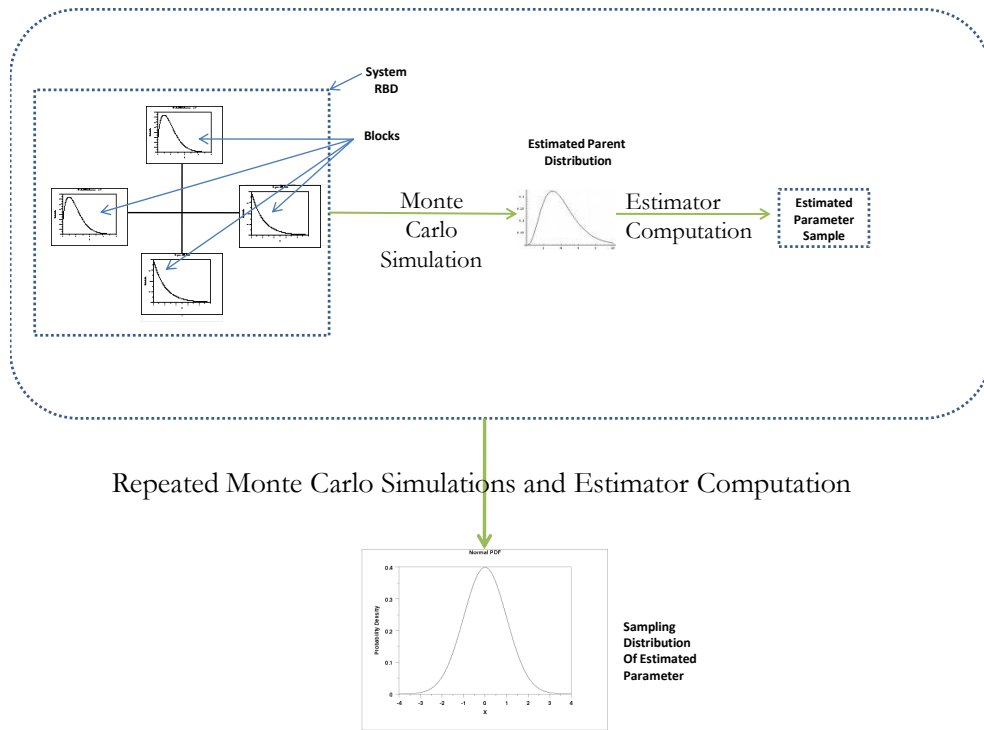 System
RBD
Blocks
Estimated Parent
Distribution
Monte
Carlo
Simulation
Estimator
Computation
Estimated
Parameter
Sample
Repeated Monte Carlo Simulations and Estimator Computation
Normal PDF
Probability Density
0.4
0.3
0.2
0.1
0
-4 -3 -2 -1 0 1 2 3 4
X
Sampling
Distribution
Of Estimated
Parameter